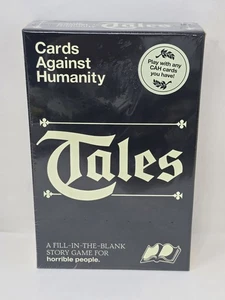 Cards
Against
Humanity
Play with any
CAH cards
you have!
Tales
A FILL-IN-THE-BLANK
STORY GAME FOR
horrible people.